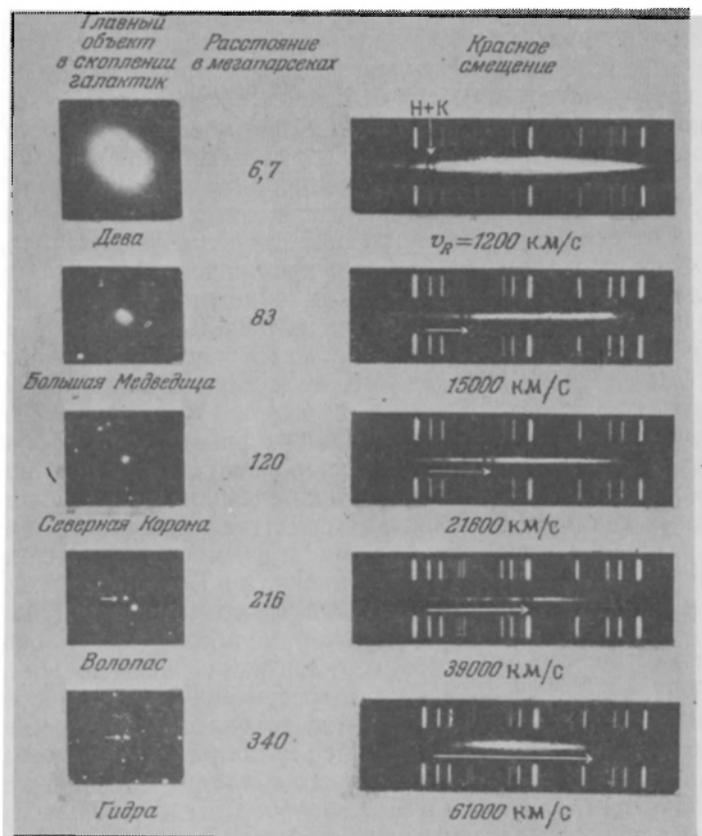 Главный
объект
в скоплении
галактик
Расстояние
в мегапарсеках
Красное
смещение
H+K
6,7
Дева
v_R=1200 км/с
83
Большая Медведица
15000 км/с
120
Северная Корона
21600 км/с
216
Волопас
39000 км/с
340
Гидра
61000 км/с